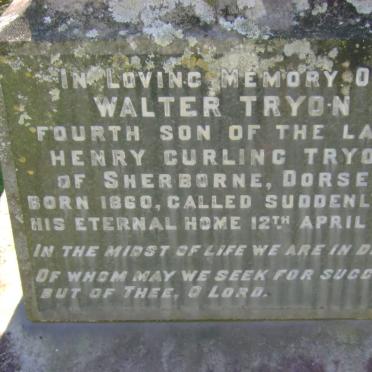 IN LOVING MEMORY O
WALTER TRYON
FOURTH SON OF THE LA
HENRY CURLING TRYO
OF SHERBORNE, DORSE
BORN 1860, CALLED SUDDENL
HIS ETERNAL HOME 12TH APRIL
IN THE MIDST OF LIFE WE ARE IN D
OF WHOM MAY WE SEEK FOR SUCC
BUT OF THEE, O LORD.